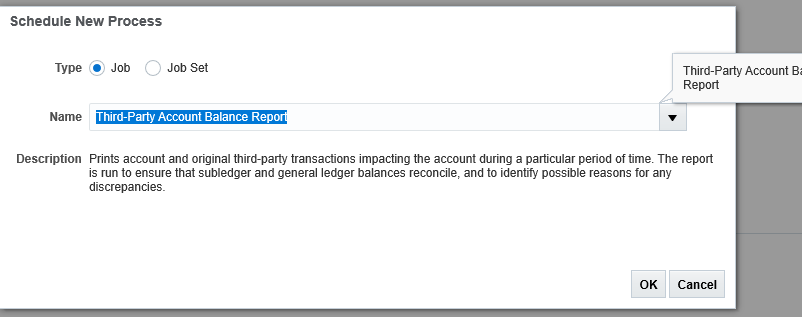 Schedule New Process
Type Job Job Set
Third-Party Account
Report
Name Third-Party Account Balance Report
Description Prints account and original third-party transactions impacting the account during a particular period of time. The report
is run to ensure that subledger and general ledger balances reconcile, and to identify possible reasons for any
discrepancies.
OK Cancel